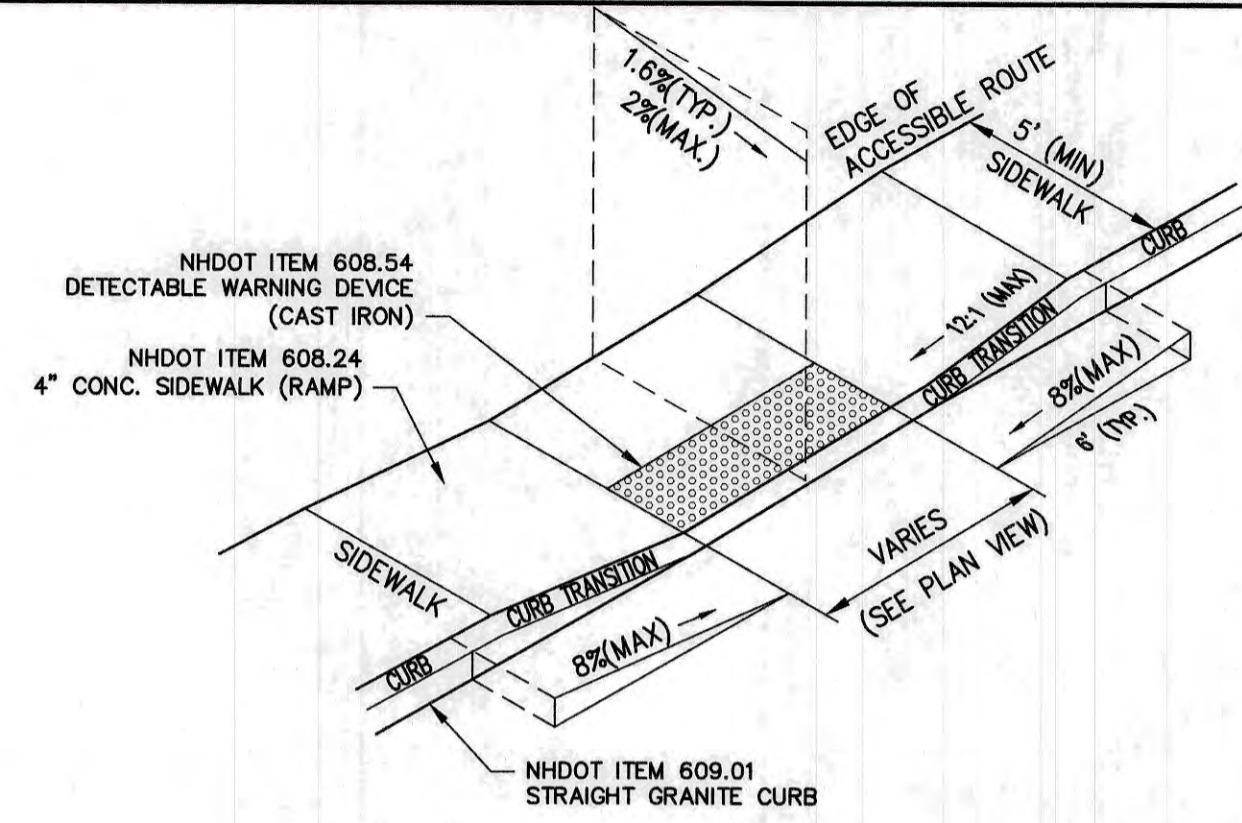 1.6%(TYP.)
2%(MAX.)
EDGE OF
ACCESSIBLE ROUTE
5' (MIN)
SIDEWALK
CURB
NHDOT ITEM 608.54
DETECTABLE WARNING DEVICE
(CAST IRON)
NHDOT ITEM 608.24
4" CONC. SIDEWALK (RAMP)
12:1 (MAX)
CURB TRANSITION
8%(MAX)
6' (TYP.)
VARIES
(SEE PLAN VIEW)
SIDEWALK
CURB TRANSITION
CURB
8%(MAX)
NHDOT ITEM 609.01
STRAIGHT GRANITE CURB